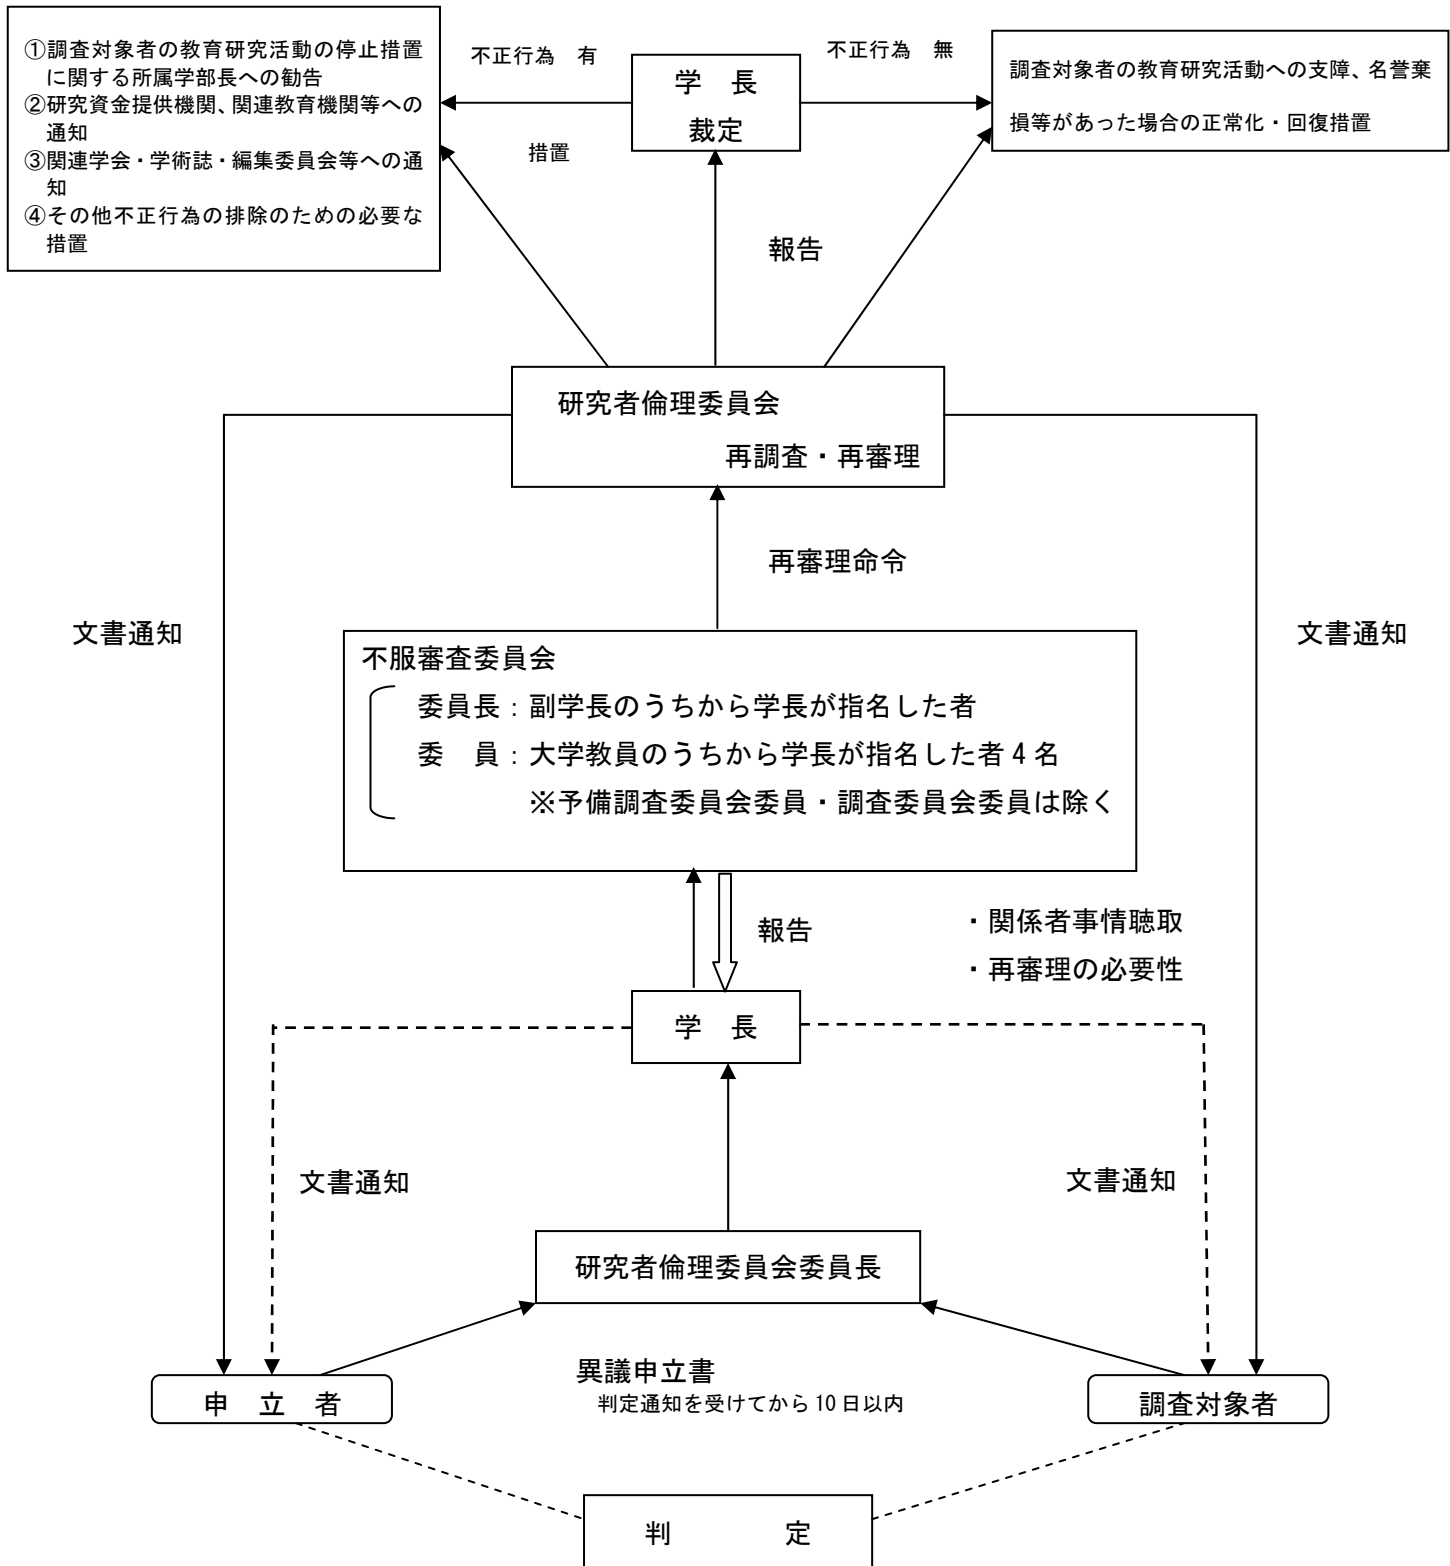 ①調査対象者の教育研究活動の停止措置
に関する所属学部長への勧告
②研究資金提供機関、関連教育機関等への
通知
③関連学会・学術誌・編集委員会等への通
知
④その他不正行為の排除のための必要な
措置
不正行為　有
学　長
裁定
不正行為　無
調査対象者の教育研究活動への支障、名誉棄
損等があった場合の正常化・回復措置
措置
報告
研究者倫理委員会
再調査・再審理
再審理命令
文書通知
文書通知
不服審査委員会
委員長：副学長のうちから学長が指名した者
委　員：大学教員のうちから学長が指名した者4名
※予備調査委員会委員・調査委員会委員は除く
報告
・関係者事情聴取
・再審理の必要性
学　長
文書通知
文書通知
研究者倫理委員会委員長
異議申立書
判定通知を受けてから10日以内
申　立　者
調査対象者
判　　　　定